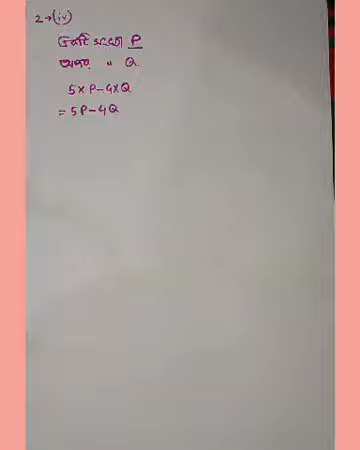 2→(iv)
একটি সংখ্যা P
অপর " Q
5×P-4×Q
= 5P-4Q